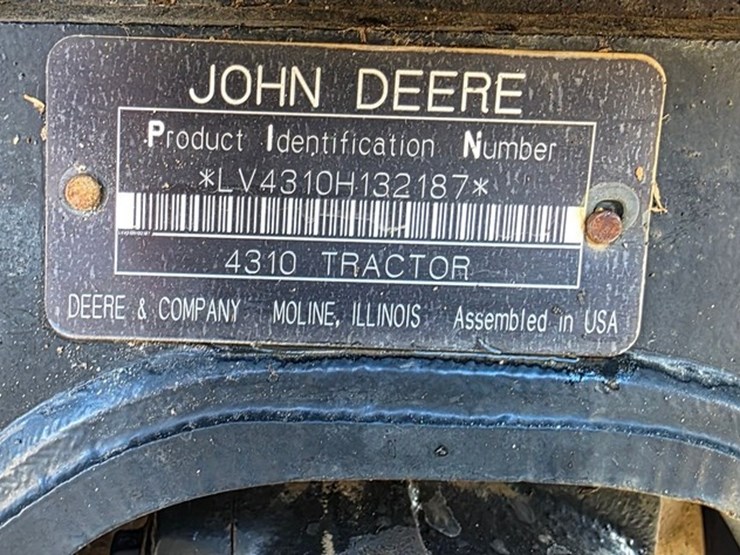 JOHN DEERE
Product Identification Number
*LV4310H132187*
4310 TRACTOR
DEERE & COMPANY MOLINE, ILLINOIS Assembled in USA